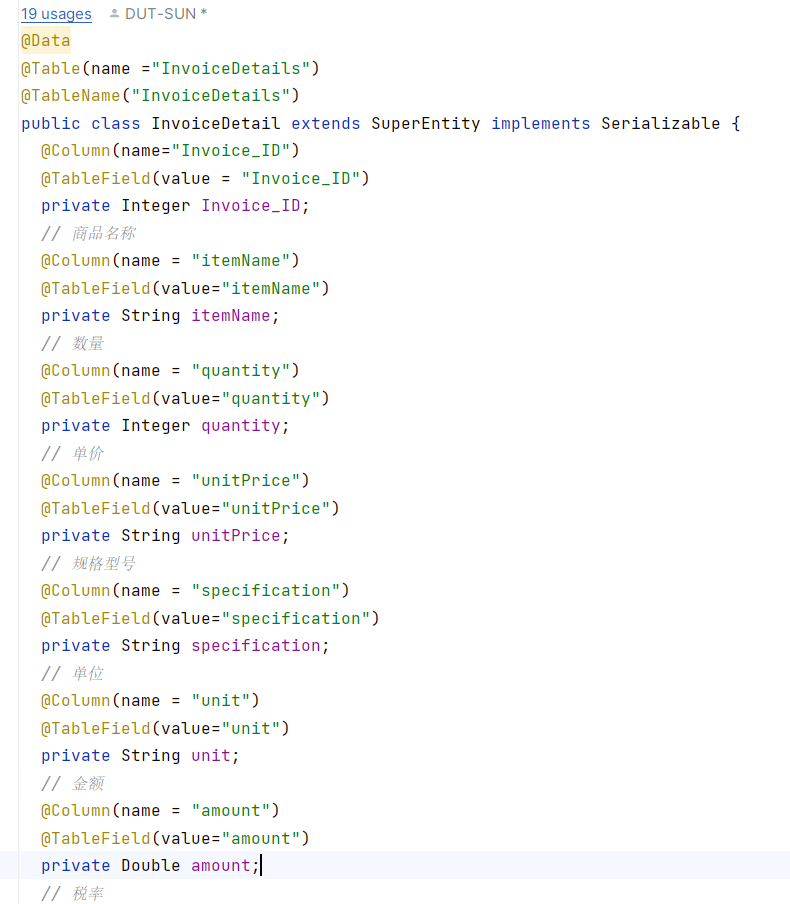 19 usages DUT-SUN *
@Data
@Table(name ="InvoiceDetails")
@TableName("InvoiceDetails")
public class InvoiceDetail extends SuperEntity implements Serializable {
@Column(name="Invoice_ID")
@TableField(value = "Invoice_ID")
private Integer Invoice_ID;
// 商品名称
@Column(name = "itemName")
@TableField(value="itemName")
private String itemName;
// 数量
@Column(name = "quantity")
@TableField(value="quantity")
private Integer quantity;
// 单价
@Column(name = "unitPrice")
@TableField(value="unitPrice")
private String unitPrice;
// 规格型号
@Column(name = "specification")
@TableField(value="specification")
private String specification;
// 单位
@Column(name = "unit")
@TableField(value="unit")
private String unit;
// 金额
@Column(name = "amount")
@TableField(value="amount")
private Double amount;
// 税率